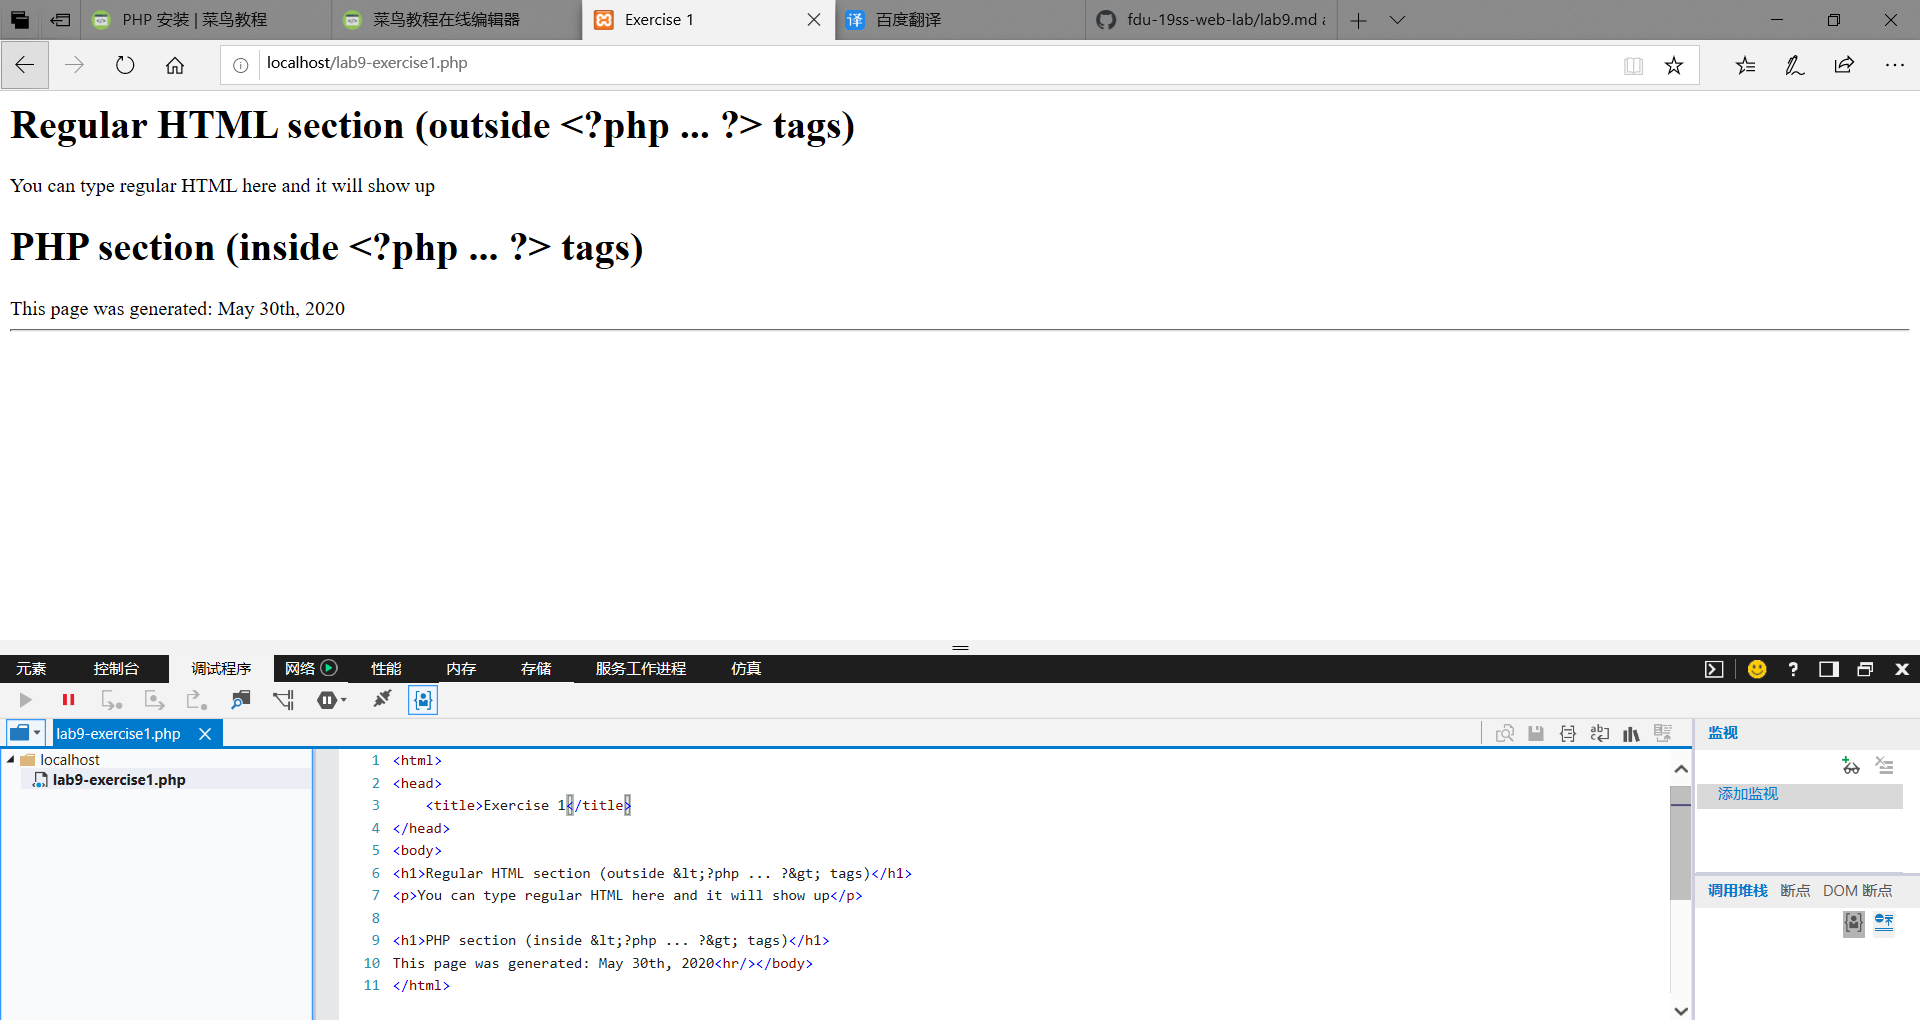 PHP 安装 | 菜鸟教程
菜鸟教程在线编辑器
Exercise 1
译 百度翻译
fdu-19ss-web-lab/lab9.md a
localhost/lab9-exercise1.php
Regular HTML section (outside <?php ... ?> tags)
You can type regular HTML here and it will show up
PHP section (inside <?php ... ?> tags)
This page was generated: May 30th, 2020
元素 控制台 调试程序 网络 性能 内存 存储 服务工作进程 仿真
lab9-exercise1.php
监视
localhost
lab9-exercise1.php
添加监视
调用堆栈 断点 DOM 断点
1 <html>
2 <head>
3     <title>Exercise 1</title>
4 </head>
5 <body>
6 <h1>Regular HTML section (outside &lt;?php ... ?&gt; tags)</h1>
7 <p>You can type regular HTML here and it will show up</p>
8
9 <h1>PHP section (inside &lt;?php ... ?&gt; tags)</h1>
10 This page was generated: May 30th, 2020<hr/></body>
11 </html>